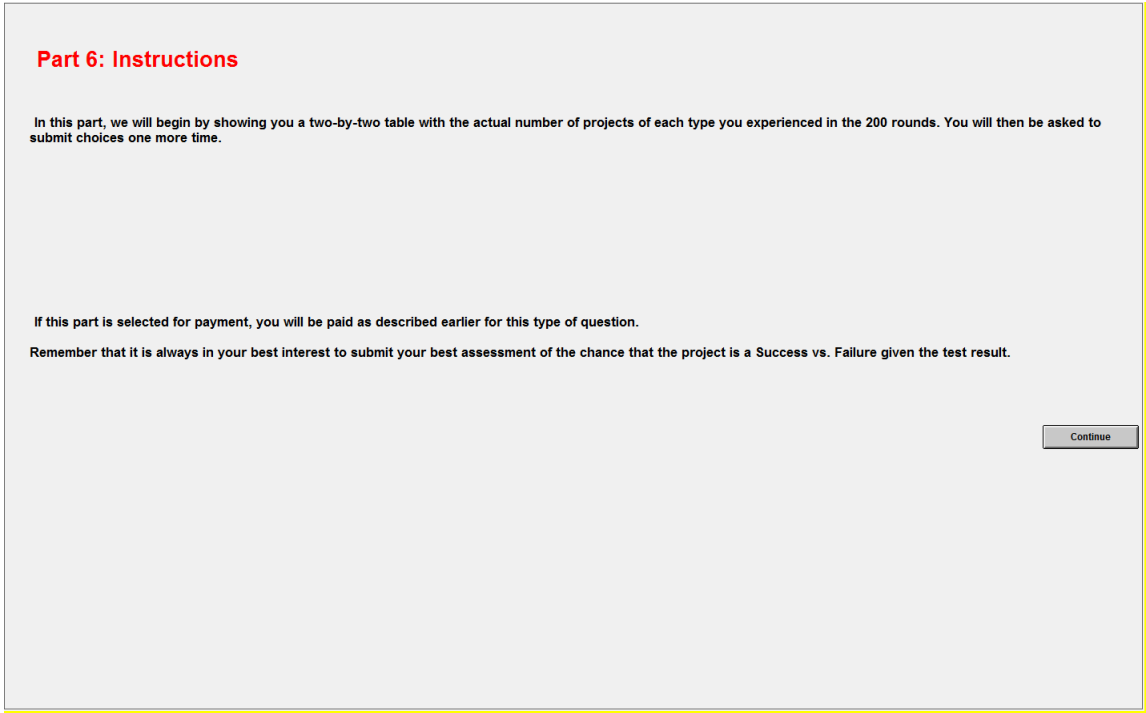 Part 6: Instructions
In this part, we will begin by showing you a two-by-two table with the actual number of projects of each type you experienced in the 200 rounds. You will then be asked to
submit choices one more time.
If this part is selected for payment, you will be paid as described earlier for this type of question.
Remember that it is always in your best interest to submit your best assessment of the chance that the project is a Success vs. Failure given the test result.
Continue